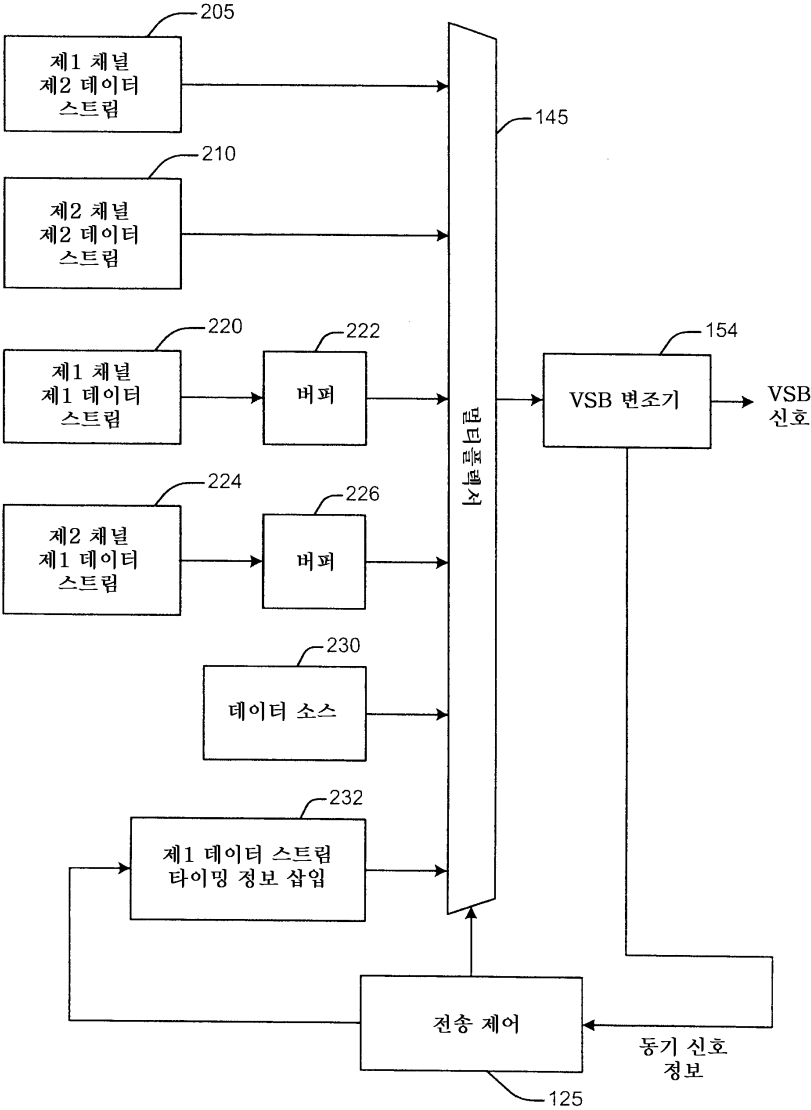 205
제1 채널
제2 데이터
스트림
145
210
제2 채널
제2 데이터
스트림
220
제1 채널
제1 데이터
스트림
222
버퍼
멀티플렉서
154
VSB 변조기
VSB
신호
224
제2 채널
제1 데이터
스트림
226
버퍼
230
데이터 소스
232
제1 데이터 스트림
타이밍 정보 삽입
전송 제어
125
동기 신호
정보